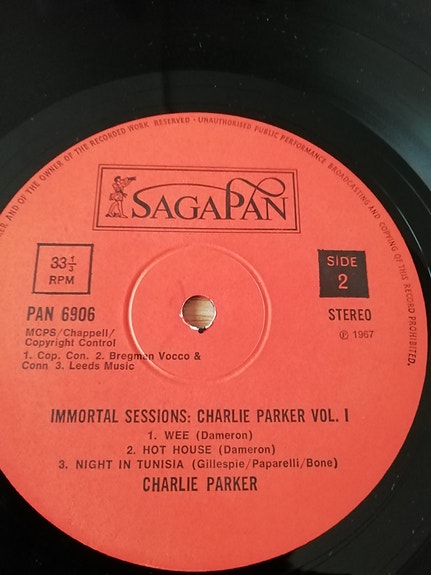 R AND OF THE OWNER OF THE RECORDED WORK. RESERVED · UNAUTHORISED PUBLIC PERFORMANCE BROADCASTING AND COPYING OF THIS RECORD PROHIBITED.
SAGAPAN
33⅓
RPM
SIDE
2
PAN 6906
STEREO
MCPS/Chappell/
Copyright Control
℗ 1967
1. Cop. Con. 2. Bregman Vocco &
Conn 3. Leeds Music
IMMORTAL SESSIONS: CHARLIE PARKER VOL. 1
1. WEE (Dameron)
2. HOT HOUSE (Dameron)
3. NIGHT IN TUNISIA (Gillespie/Paparelli/Bone)
CHARLIE PARKER